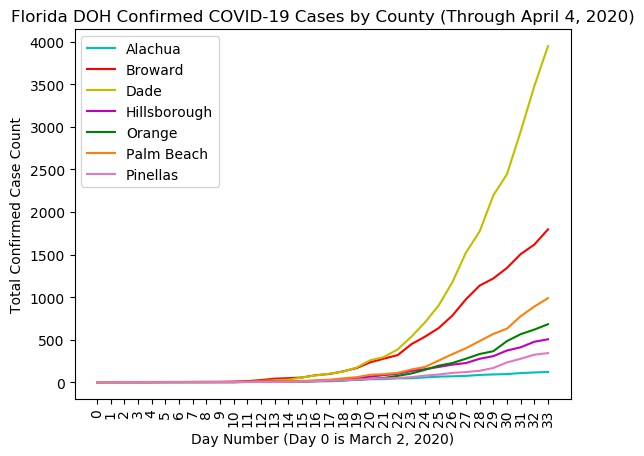 Florida DOH Confirmed COVID-19 Cases by County (Through April 4, 2020)
Total Confirmed Case Count
4000
3500
3000
2500
2000
1500
1000
500
0
Alachua
Broward
Dade
Hillsborough
Orange
Palm Beach
Pinellas
0 1 2 3 4 5 6 7 8 9 10 11 12 13 14 15 16 17 18 19 20 21 22 23 24 25 26 27 28 29 30 31 32 33
Day Number (Day 0 is March 2, 2020)